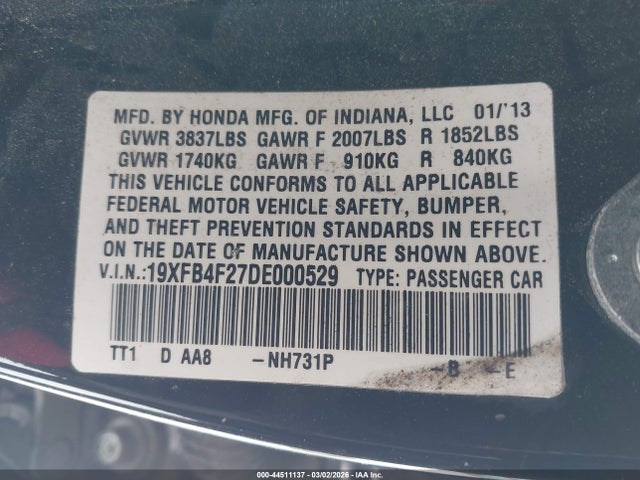 MFD. BY HONDA MFG. OF INDIANA, LLC 01/'13
GVWR 3837LBS GAWR F 2007LBS R 1852LBS
GVWR 1740KG GAWR F 910KG R 840KG
THIS VEHICLE CONFORMS TO ALL APPLICABLE
FEDERAL MOTOR VEHICLE SAFETY, BUMPER,
AND THEFT PREVENTION STANDARDS IN EFFECT
ON THE DATE OF MANUFACTURE SHOWN ABOVE.
V.I.N.:19XFB4F27DE000529 TYPE: PASSENGER CAR
TT1 D AA8 -NH731P -B -E
000-44511137 - 03/02/2026 - IAA Inc.